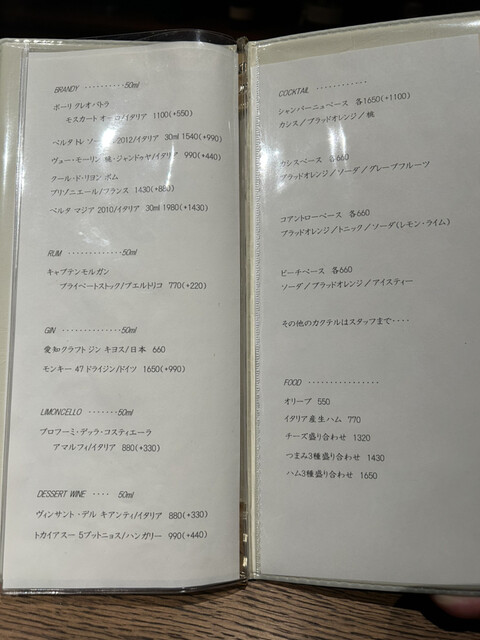 BRANDY ··········50ml
ポーリ クレオパトラ
モスカート オーロ/イタリア 1100(+550)
ベルタ トレ ソーリ 2012/イタリア 30ml 1540(+990)
ヴュー・モーリン 桃・ジャンドゥヤ/イタリア 990(+440)
クール・ド・リヨン ポム
プリゾニエール/フランス 1430(+880)
ベルタ マジア 2010/イタリア 30ml 1980(+1430)
RUM ·············50ml
キャプテンモルガン
プライベートストック/プエルトリコ 770(+220)
GIN ··············50ml
愛知クラフトジン キヨス/日本 660
モンキー 47 ドライジン/ドイツ 1650(+990)
LIMONCELLO ·······50ml
プロフーミ・デッラ・コスティエーラ
アマルフィ/イタリア 880(+330)
DESSERT WINE ···· 50ml
ヴィンサント・デル キアンティ/イタリア 880(+330)
トカイアスー 5プットニョス/ハンガリー 990(+440)
COCKTAIL ············
シャンパーニュベース 各1650(+1100)
カシス/ブラッドオレンジ/桃
カシスベース 各660
ブラッドオレンジ/ソーダ/グレープフルーツ
コアントローベース 各660
ブラッドオレンジ/トニック/ソーダ(レモン・ライム)
ピーチベース 各660
ソーダ/ブラッドオレンジ/アイスティー
その他のカクテルはスタッフまで････
FOOD ················
オリーブ 550
イタリア産生ハム 770
チーズ盛り合わせ 1320
つまみ3種盛り合わせ 1430
ハム3種盛り合わせ 1650